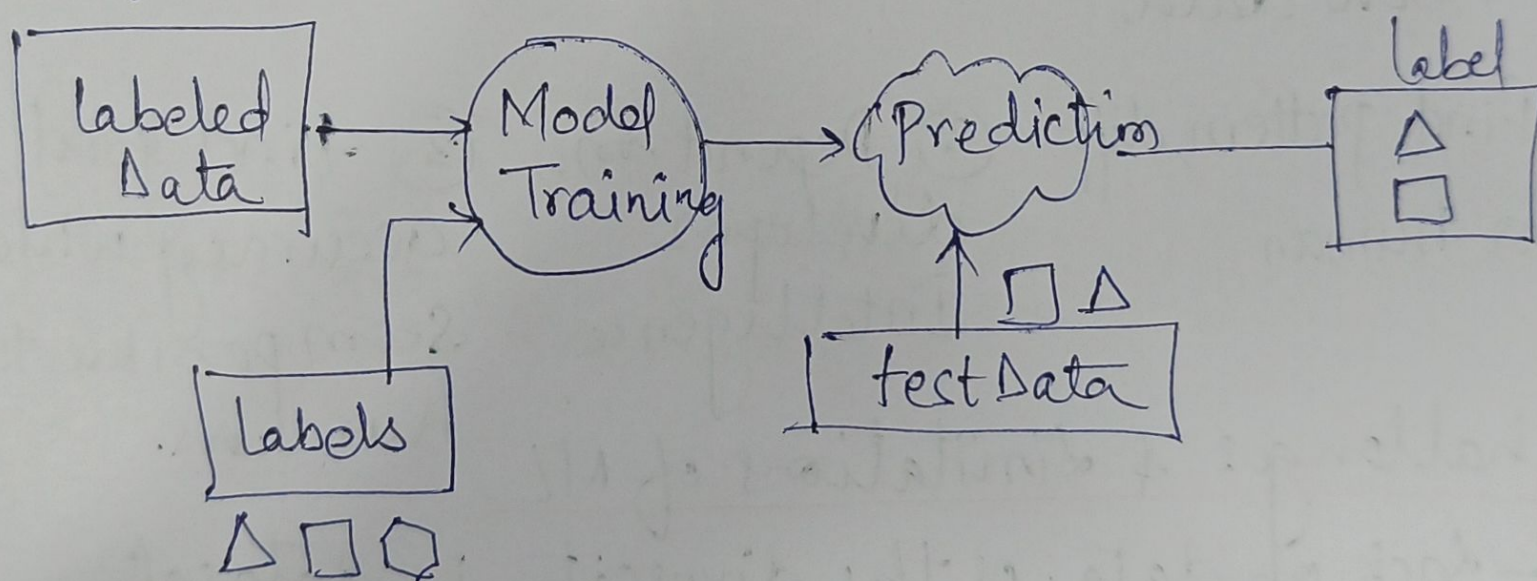 Labeled
Data
Model
Training
Prediction
label
Labels
test Data